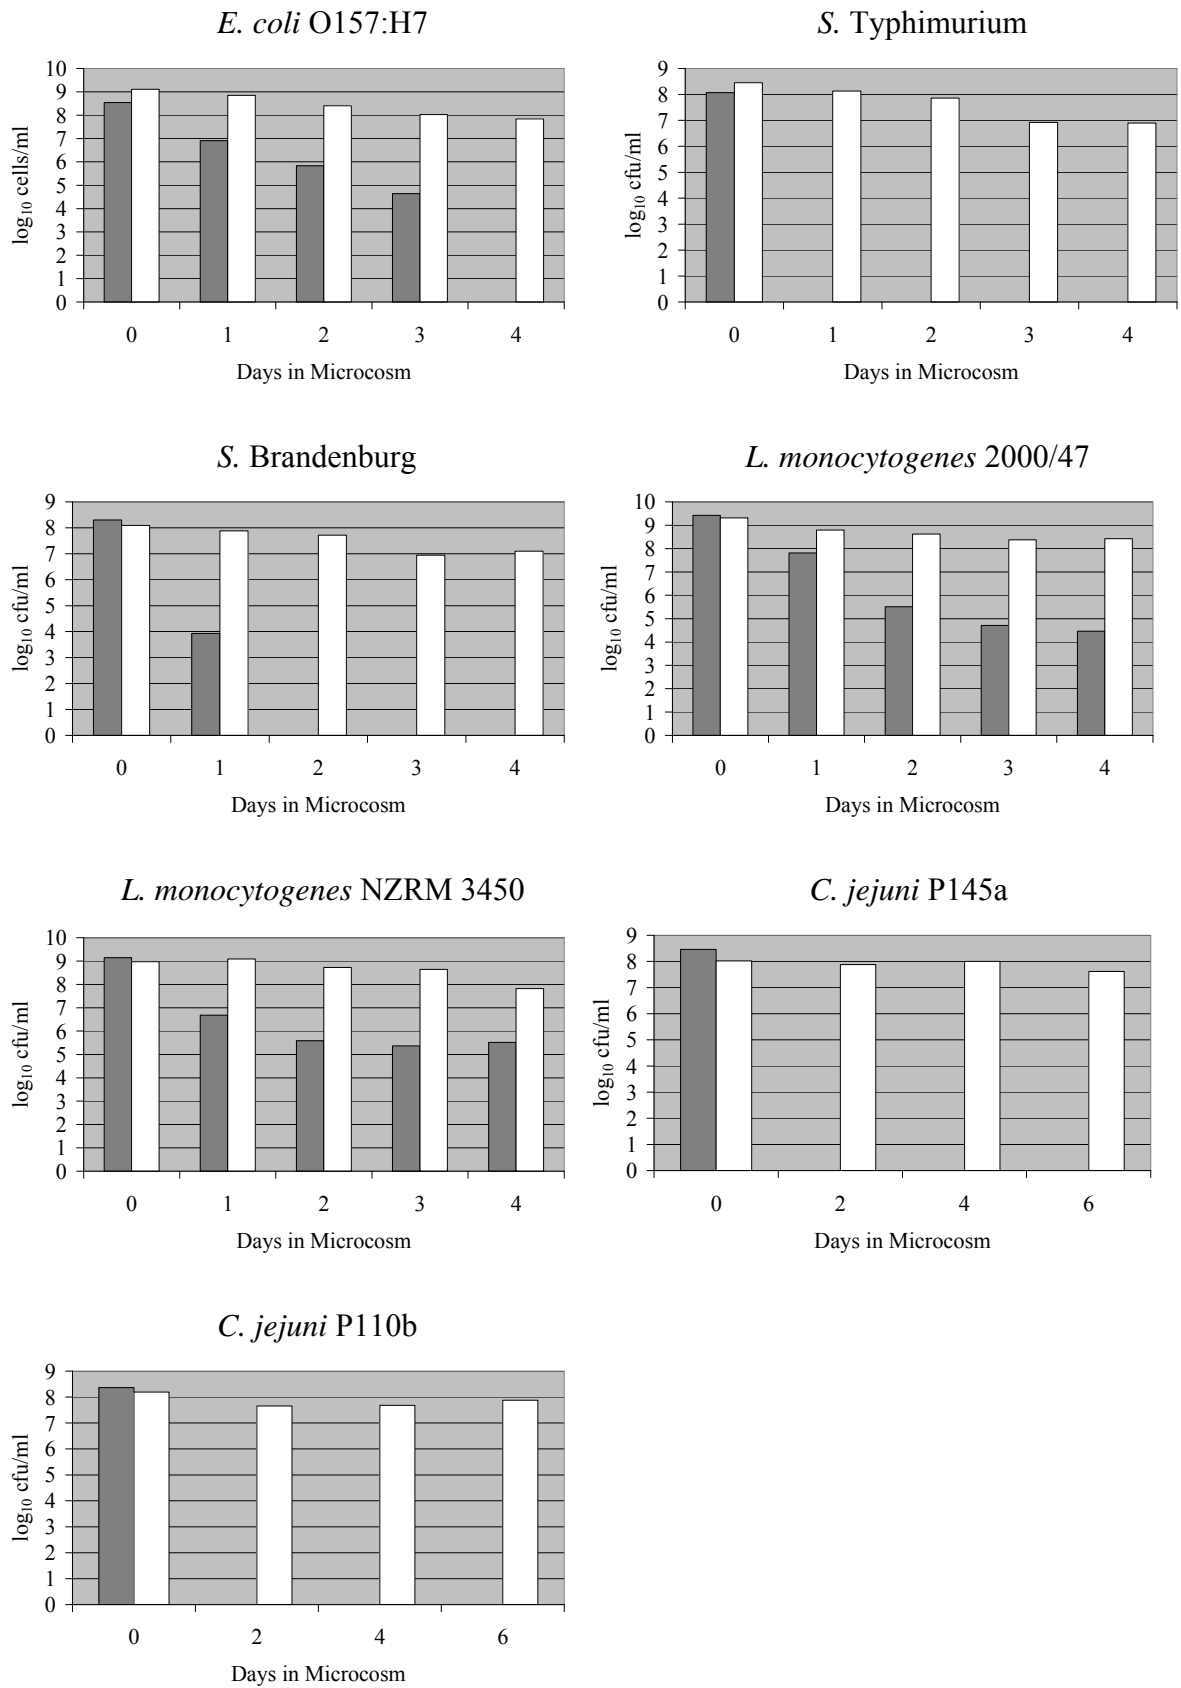 E. coli O157:H7
10
9
8
7
6
5
4
3
2
1
0
log10 cells/ml
0 1 2 3 4
Days in Microcosm
S. Typhimurium
9
8
7
6
5
4
3
2
1
0
log10 cfu/ml
0 1 2 3 4
Days in Microcosm
S. Brandenburg
9
8
7
6
5
4
3
2
1
0
log10 cfu/ml
0 1 2 3 4
Days in Microcosm
L. monocytogenes 2000/47
10
9
8
7
6
5
4
3
2
1
0
log10 cfu/ml
0 1 2 3 4
Days in Microcosm
L. monocytogenes NZRM 3450
10
9
8
7
6
5
4
3
2
1
0
log10 cfu/ml
0 1 2 3 4
Days in Microcosm
C. jejuni P145a
9
8
7
6
5
4
3
2
1
0
log10 cfu/ml
0 2 4 6
Days in Microcosm
C. jejuni P110b
9
8
7
6
5
4
3
2
1
0
log10 cfu/ml
0 2 4 6
Days in Microcosm